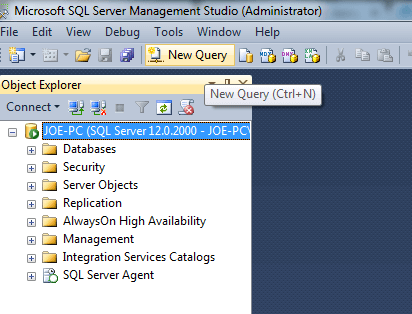 Microsoft SQL Server Management Studio (Administrator)
File Edit View Debug Tools Window Help
New Query
Object Explorer
New Query (Ctrl+N)
Connect
JOE-PC (SQL Server 12.0.2000 - JOE-PC\
Databases
Security
Server Objects
Replication
AlwaysOn High Availability
Management
Integration Services Catalogs
SQL Server Agent